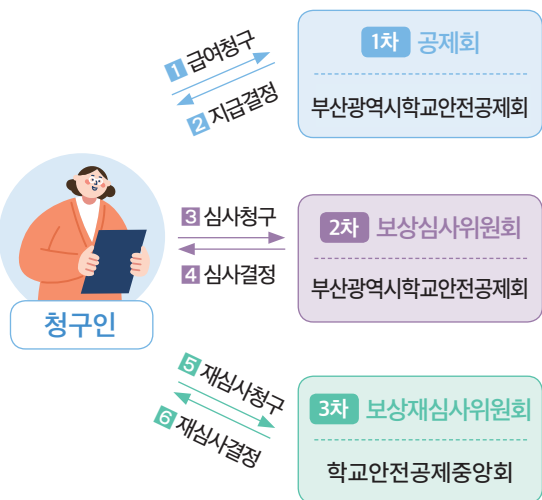 1 급여청구
2 지급결정
1차 공제회
부산광역시학교안전공제회
3 심사청구
4 심사결정
2차 보상심사위원회
부산광역시학교안전공제회
청구인
5 재심사청구
6 재심사결정
3차 보상재심사위원회
학교안전공제중앙회